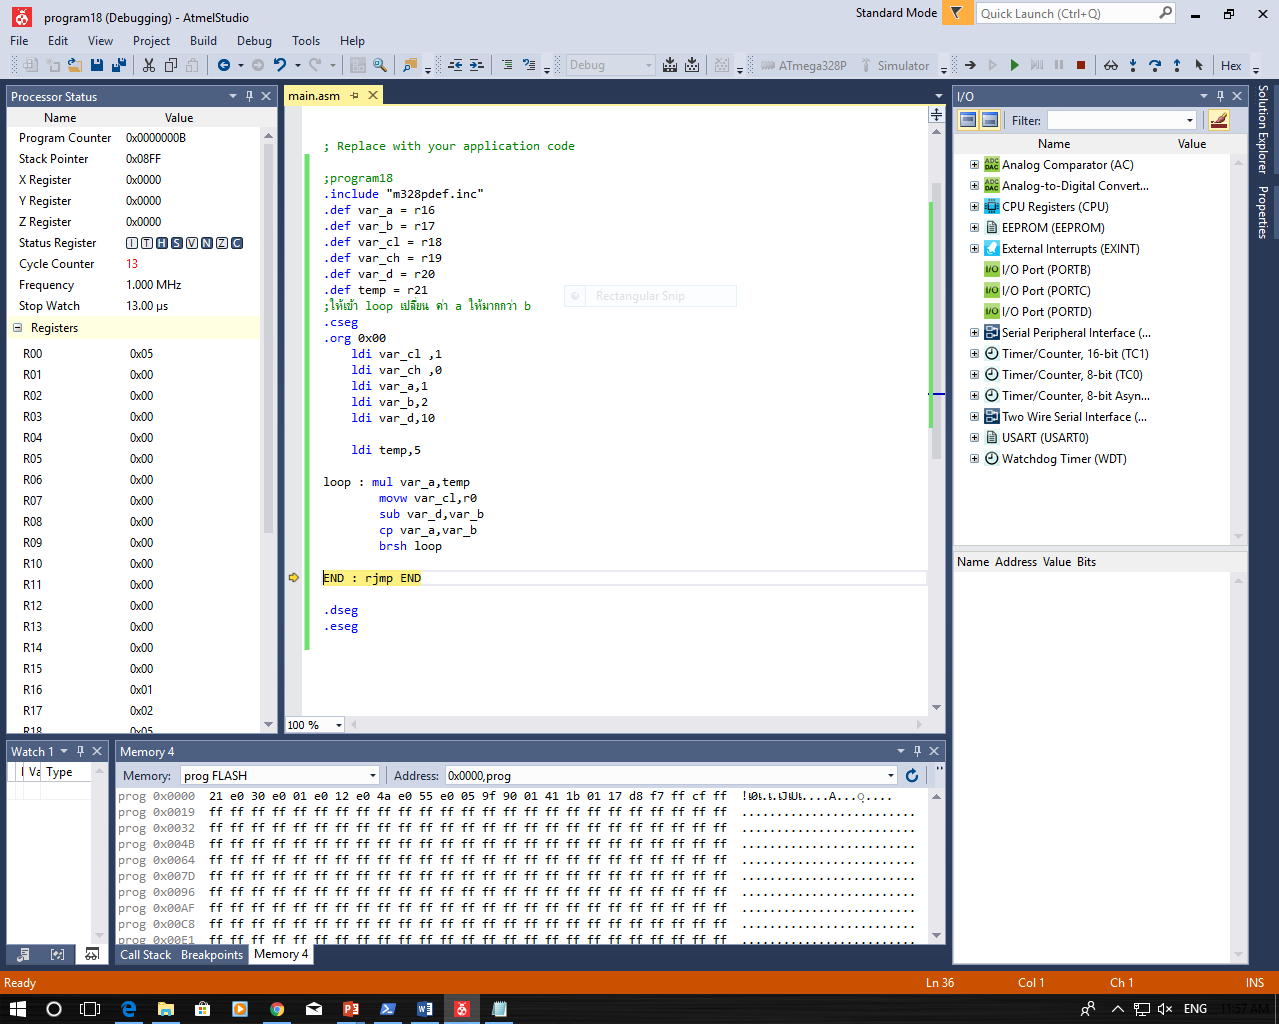 program18 (Debugging) - AtmelStudio
Standard Mode
Quick Launch (Ctrl+Q)
File Edit View Project Build Debug Tools Help
Debug ATmega328P Simulator Hex
Processor Status
Name Value
Program Counter 0x0000000B
Stack Pointer 0x08FF
X Register 0x0000
Y Register 0x0000
Z Register 0x0000
Status Register I T H S V N Z C
Cycle Counter 13
Frequency 1.000 MHz
Stop Watch 13.00 µs
Registers
R00 0x05
R01 0x00
R02 0x00
R03 0x00
R04 0x00
R05 0x00
R06 0x00
R07 0x00
R08 0x00
R09 0x00
R10 0x00
R11 0x00
R12 0x00
R13 0x00
R14 0x00
R15 0x00
R16 0x01
R17 0x02
R18 0x05
main.asm
; Replace with your application code
;program18
.include "m328pdef.inc"
.def var_a = r16
.def var_b = r17
.def var_cl = r18
.def var_ch = r19
.def var_d = r20
.def temp = r21
;ให้เข้า loop เปลี่ยน ค่า a ให้มากกว่า b
.cseg
.org 0x00
ldi var_cl ,1
ldi var_ch ,0
ldi var_a,1
ldi var_b,2
ldi var_d,10
ldi temp,5
loop : mul var_a,temp
movw var_cl,r0
sub var_d,var_b
cp var_a,var_b
brsh loop
END : rjmp END
.dseg
.eseg
Rectangular Snip
100 %
I/O
Filter:
Name Value
Analog Comparator (AC)
Analog-to-Digital Convert...
CPU Registers (CPU)
EEPROM (EEPROM)
External Interrupts (EXINT)
I/O Port (PORTB)
I/O Port (PORTC)
I/O Port (PORTD)
Serial Peripheral Interface (...
Timer/Counter, 16-bit (TC1)
Timer/Counter, 8-bit (TC0)
Timer/Counter, 8-bit Asyn...
Two Wire Serial Interface (...
USART (USART0)
Watchdog Timer (WDT)
Name Address Value Bits
Solution Explorer
Properties
Watch 1
Type
Memory 4
Memory: prog FLASH Address: 0x0000,prog
prog 0x0000 21 e0 30 e0 01 e0 12 e0 4a e0 55 e0 05 9f 90 01 41 1b 01 17 d8 f7 ff cf ff
prog 0x0019 ff ff ff ff ff ff ff ff ff ff ff ff ff ff ff ff ff ff ff ff ff ff ff ff ff .........................
prog 0x0032 ff ff ff ff ff ff ff ff ff ff ff ff ff ff ff ff ff ff ff ff ff ff ff ff ff .........................
prog 0x004B ff ff ff ff ff ff ff ff ff ff ff ff ff ff ff ff ff ff ff ff ff ff ff ff ff .........................
prog 0x0064 ff ff ff ff ff ff ff ff ff ff ff ff ff ff ff ff ff ff ff ff ff ff ff ff ff .........................
prog 0x007D ff ff ff ff ff ff ff ff ff ff ff ff ff ff ff ff ff ff ff ff ff ff ff ff ff .........................
prog 0x0096 ff ff ff ff ff ff ff ff ff ff ff ff ff ff ff ff ff ff ff ff ff ff ff ff ff .........................
prog 0x00AF ff ff ff ff ff ff ff ff ff ff ff ff ff ff ff ff ff ff ff ff ff ff ff ff ff .........................
prog 0x00C8 ff ff ff ff ff ff ff ff ff ff ff ff ff ff ff ff ff ff ff ff ff ff ff ff ff .........................
prog 0x00E1 ff ff ff ff ff ff ff ff ff ff ff ff ff ff ff ff ff ff ff ff ff ff ff ff ff .........................
Call Stack Breakpoints Memory 4
Ready Ln 36 Col 1 Ch 1 INS
ENG 11:57 AM